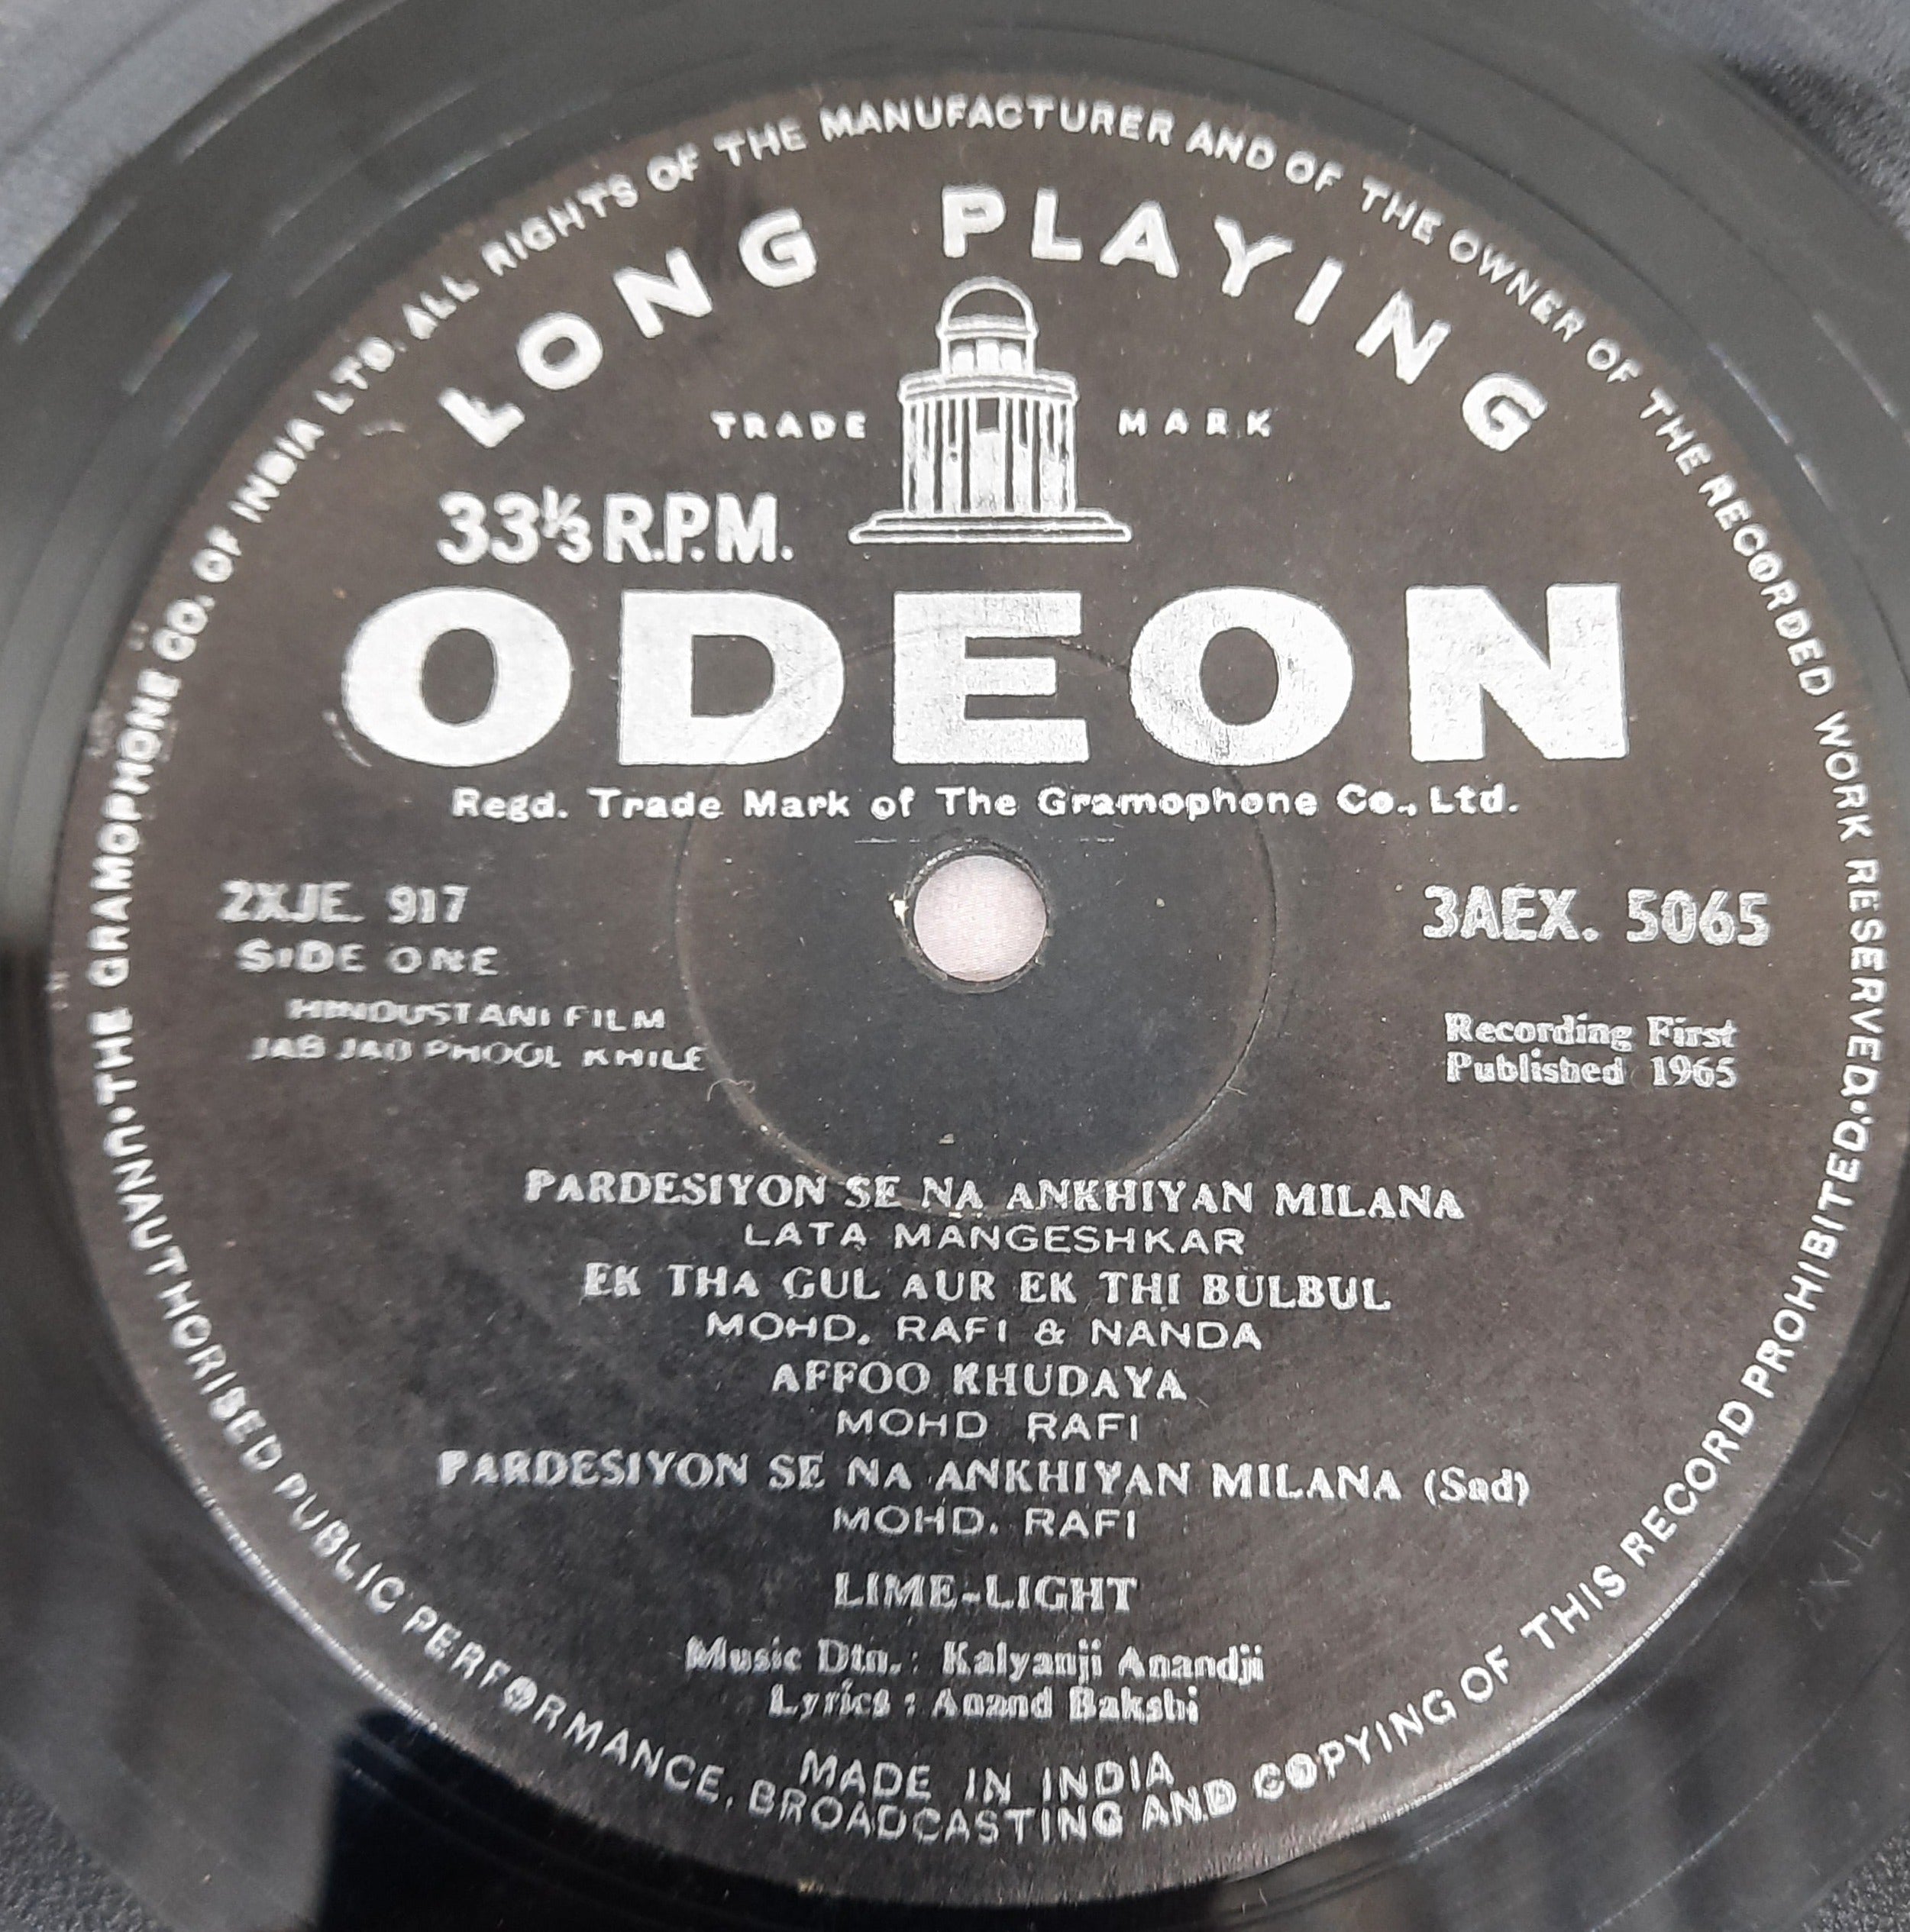 THE GRAMOPHONE CO. OF INDIA LTD. ALL RIGHTS OF THE MANUFACTURER AND OF THE OWNER OF THE RECORDED WORK RESERVED.
UNAUTHORISED PUBLIC PERFORMANCE, BROADCASTING AND COPYING OF THIS RECORD PROHIBITED.
LONG PLAYING
TRADE MARK
33⅓ R.P.M.
ODEON
Regd. Trade Mark of The Gramophone Co., Ltd.
2XJE. 917
3AEX. 5065
SIDE ONE
HINDUSTANI FILM
JAB JAB PHOOL KHILE
Recording First
Published 1965
PARDESIYON SE NA ANKHIYAN MILANA
LATA MANGESHKAR
EK THA GUL AUR EK THI BULBUL
MOHD. RAFI & NANDA
AFFOO KHUDAYA
MOHD RAFI
PARDESIYON SE NA ANKHIYAN MILANA (Sad)
MOHD. RAFI
LIME-LIGHT
Music Dtn. : Kalyanji Anandji
Lyrics : Anand Bakshi
MADE IN INDIA